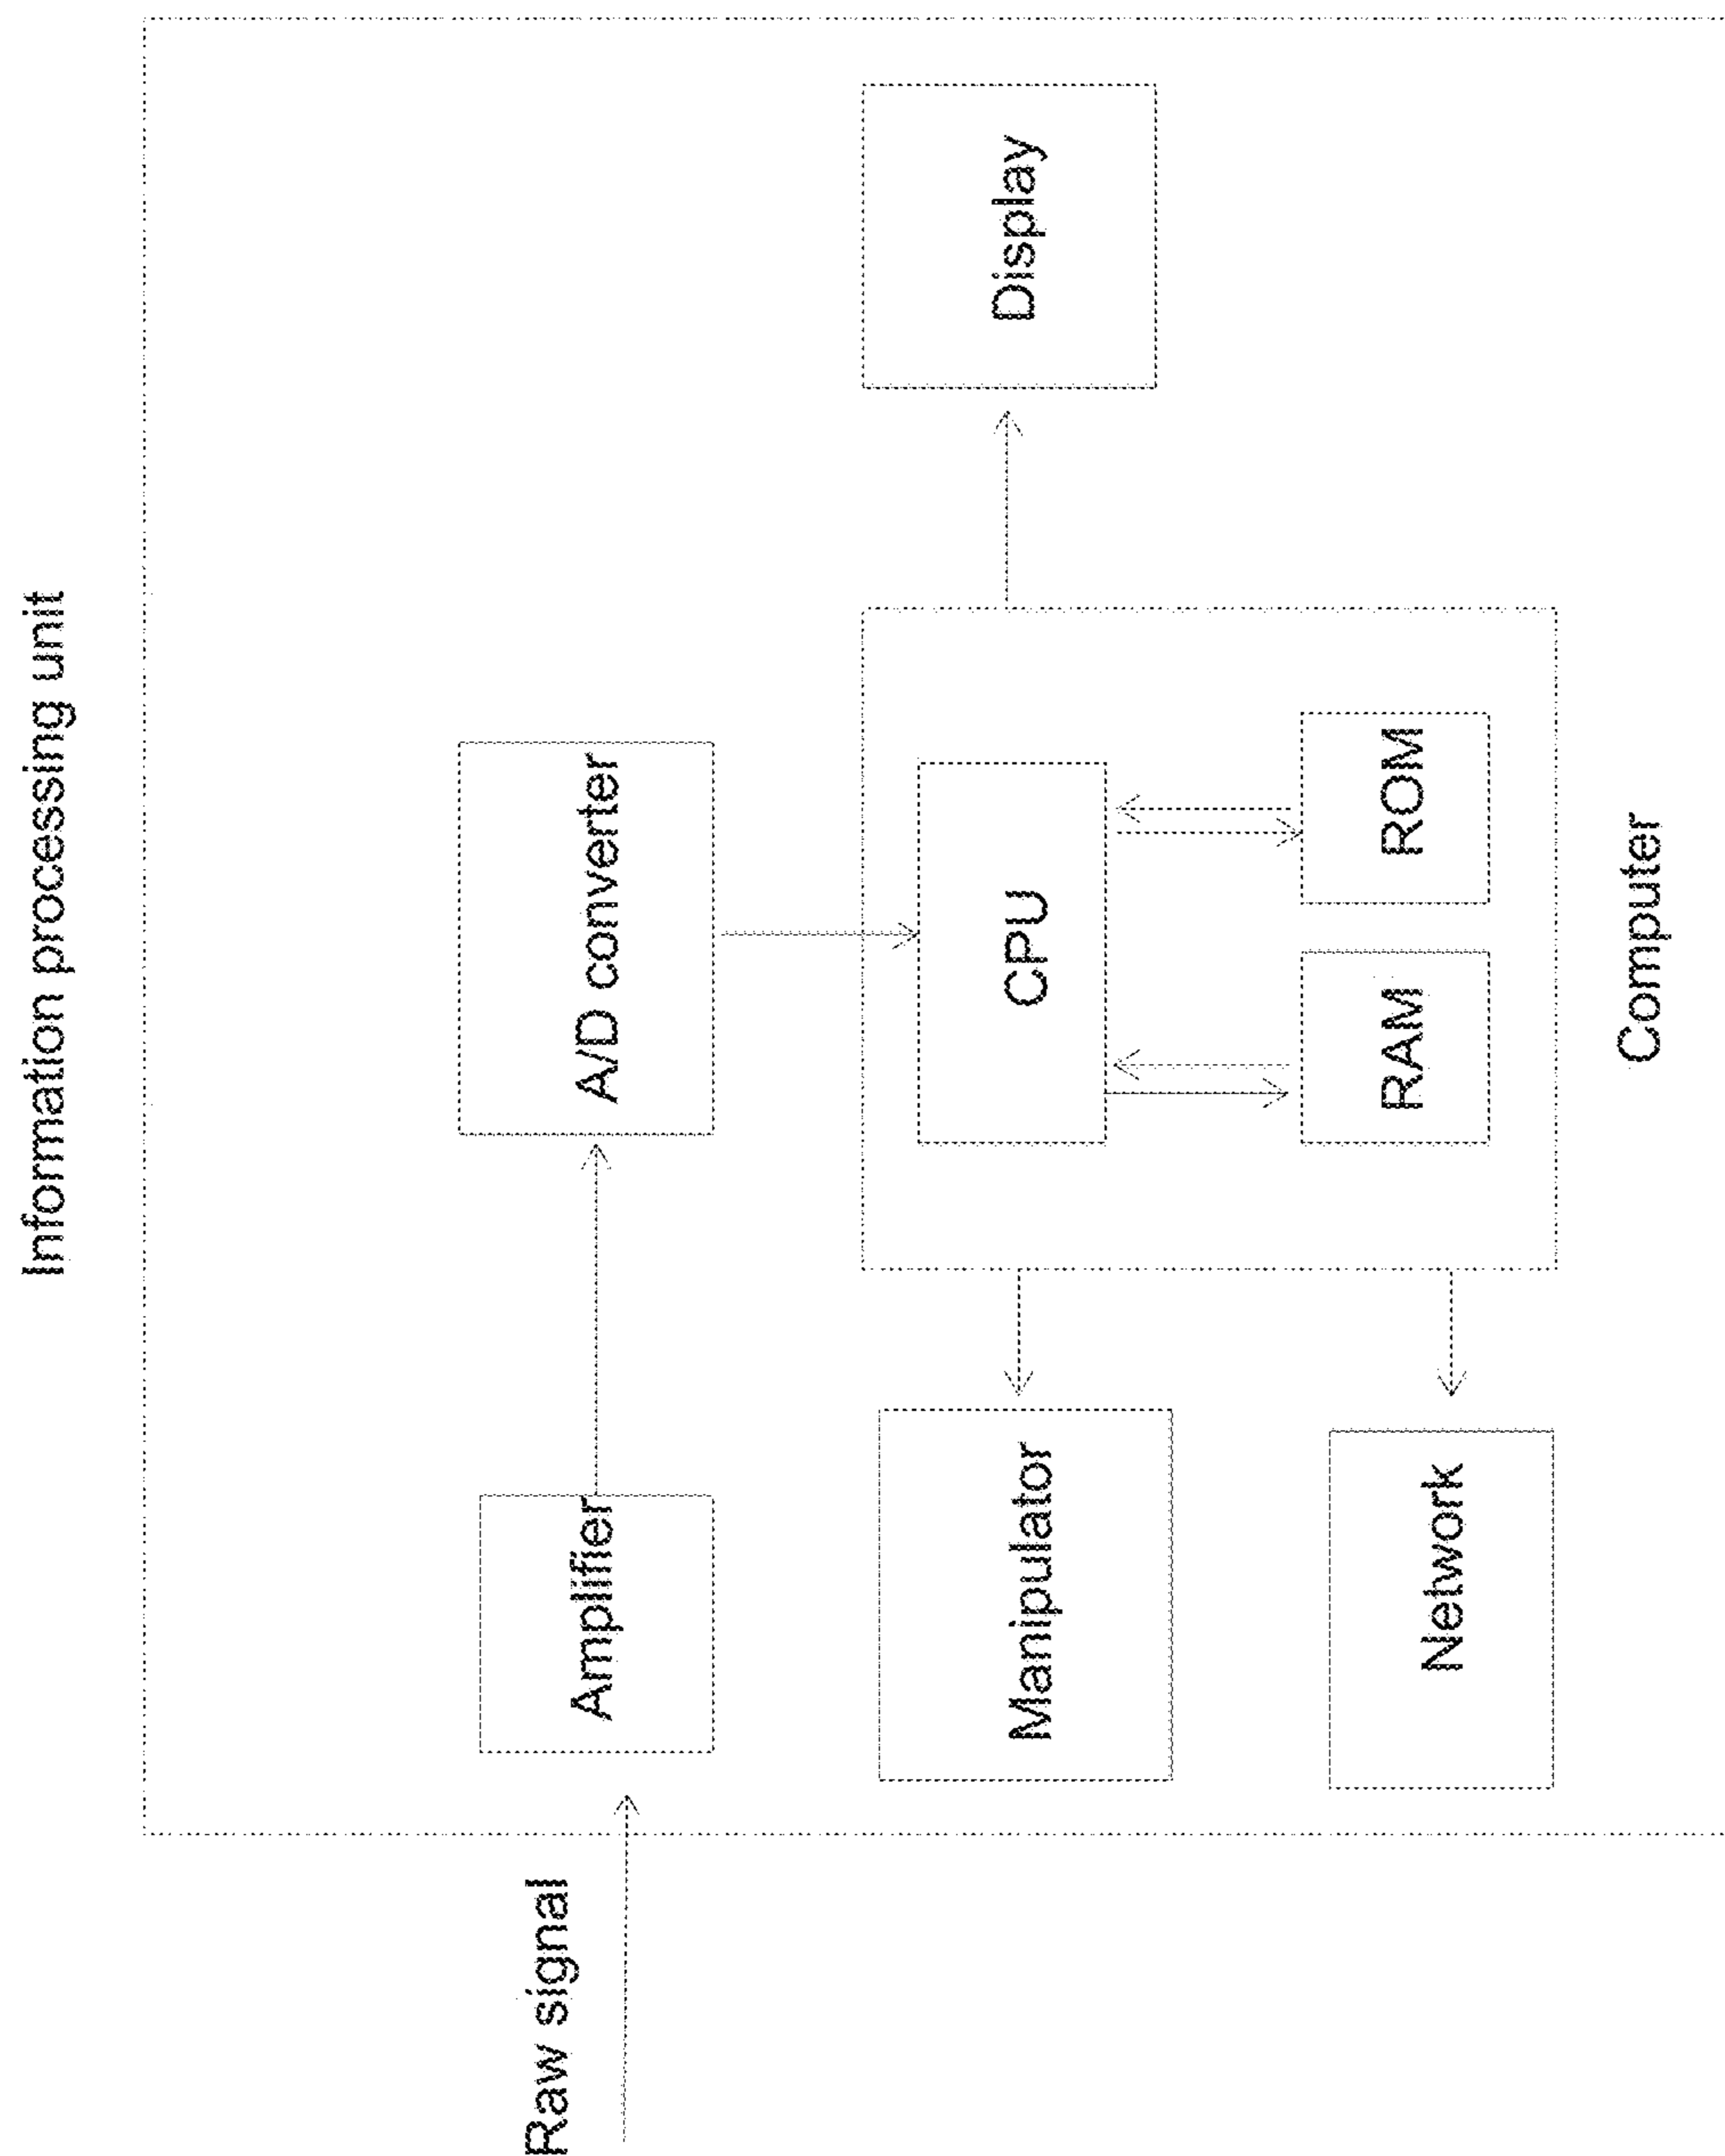 Information processing unit
Raw signal
Amplifier
A/D converter
Manipulator
CPU
Display
Network
RAM
ROM
Computer